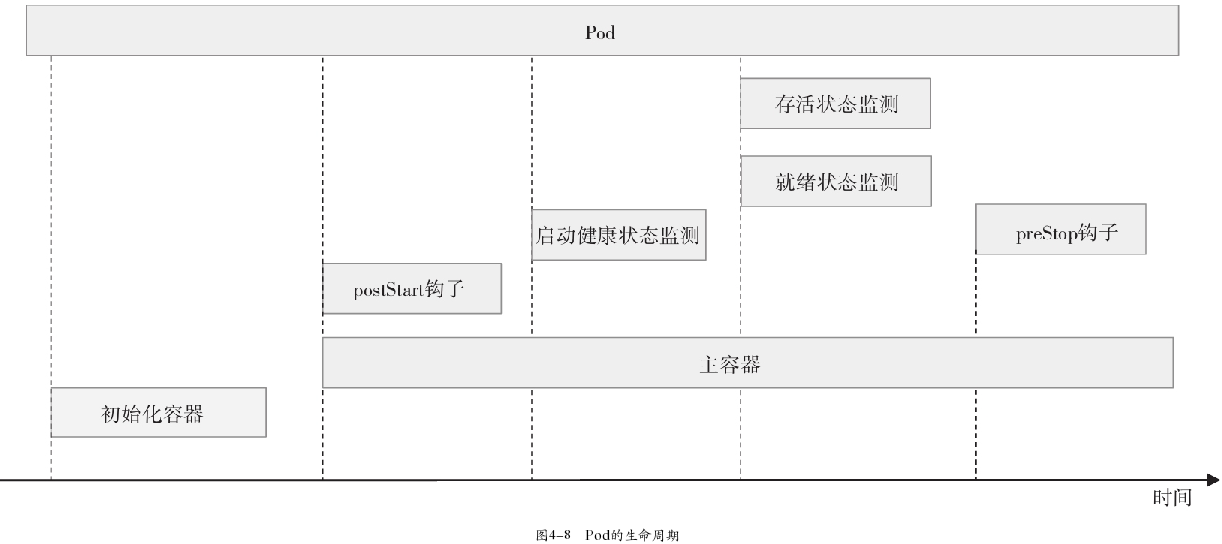 Pod
存活状态监测
就绪状态监测
启动健康状态监测
preStop钩子
postStart钩子
主容器
初始化容器
时间
图4-8 Pod的生命周期